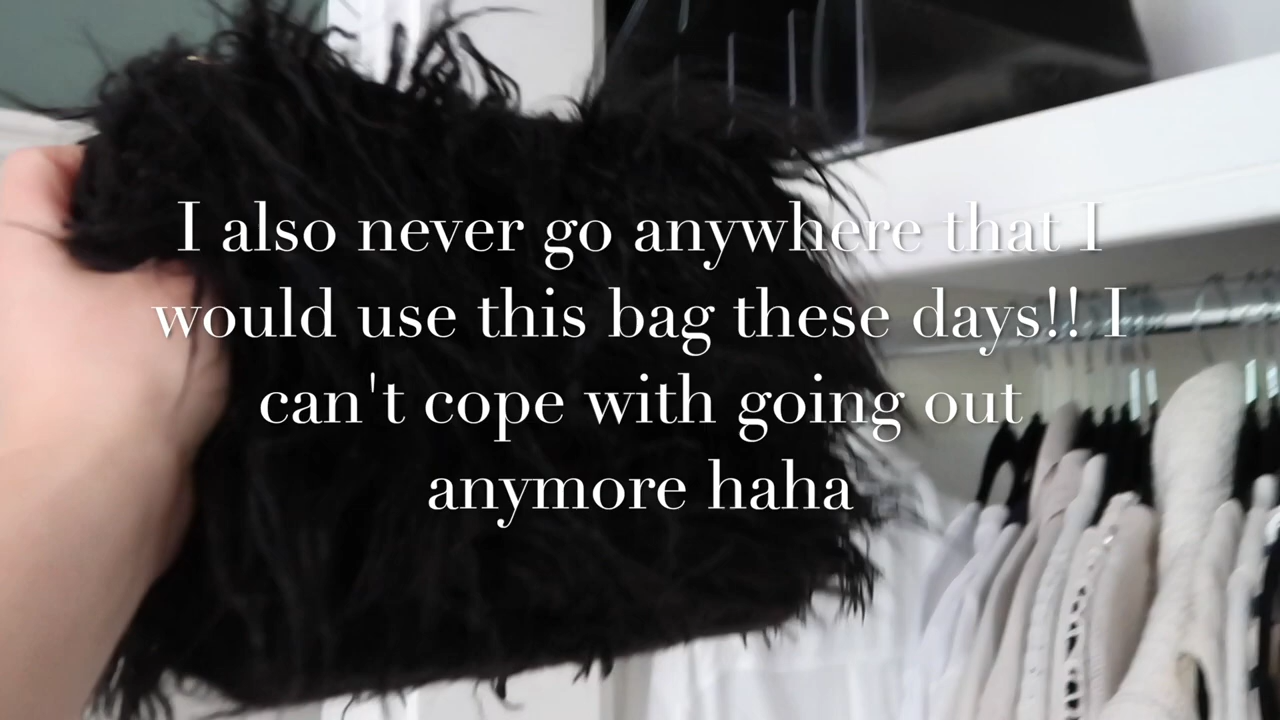 I also never go anywhere that I
would use this bag these days!! I
can't cope with going out
anymore haha